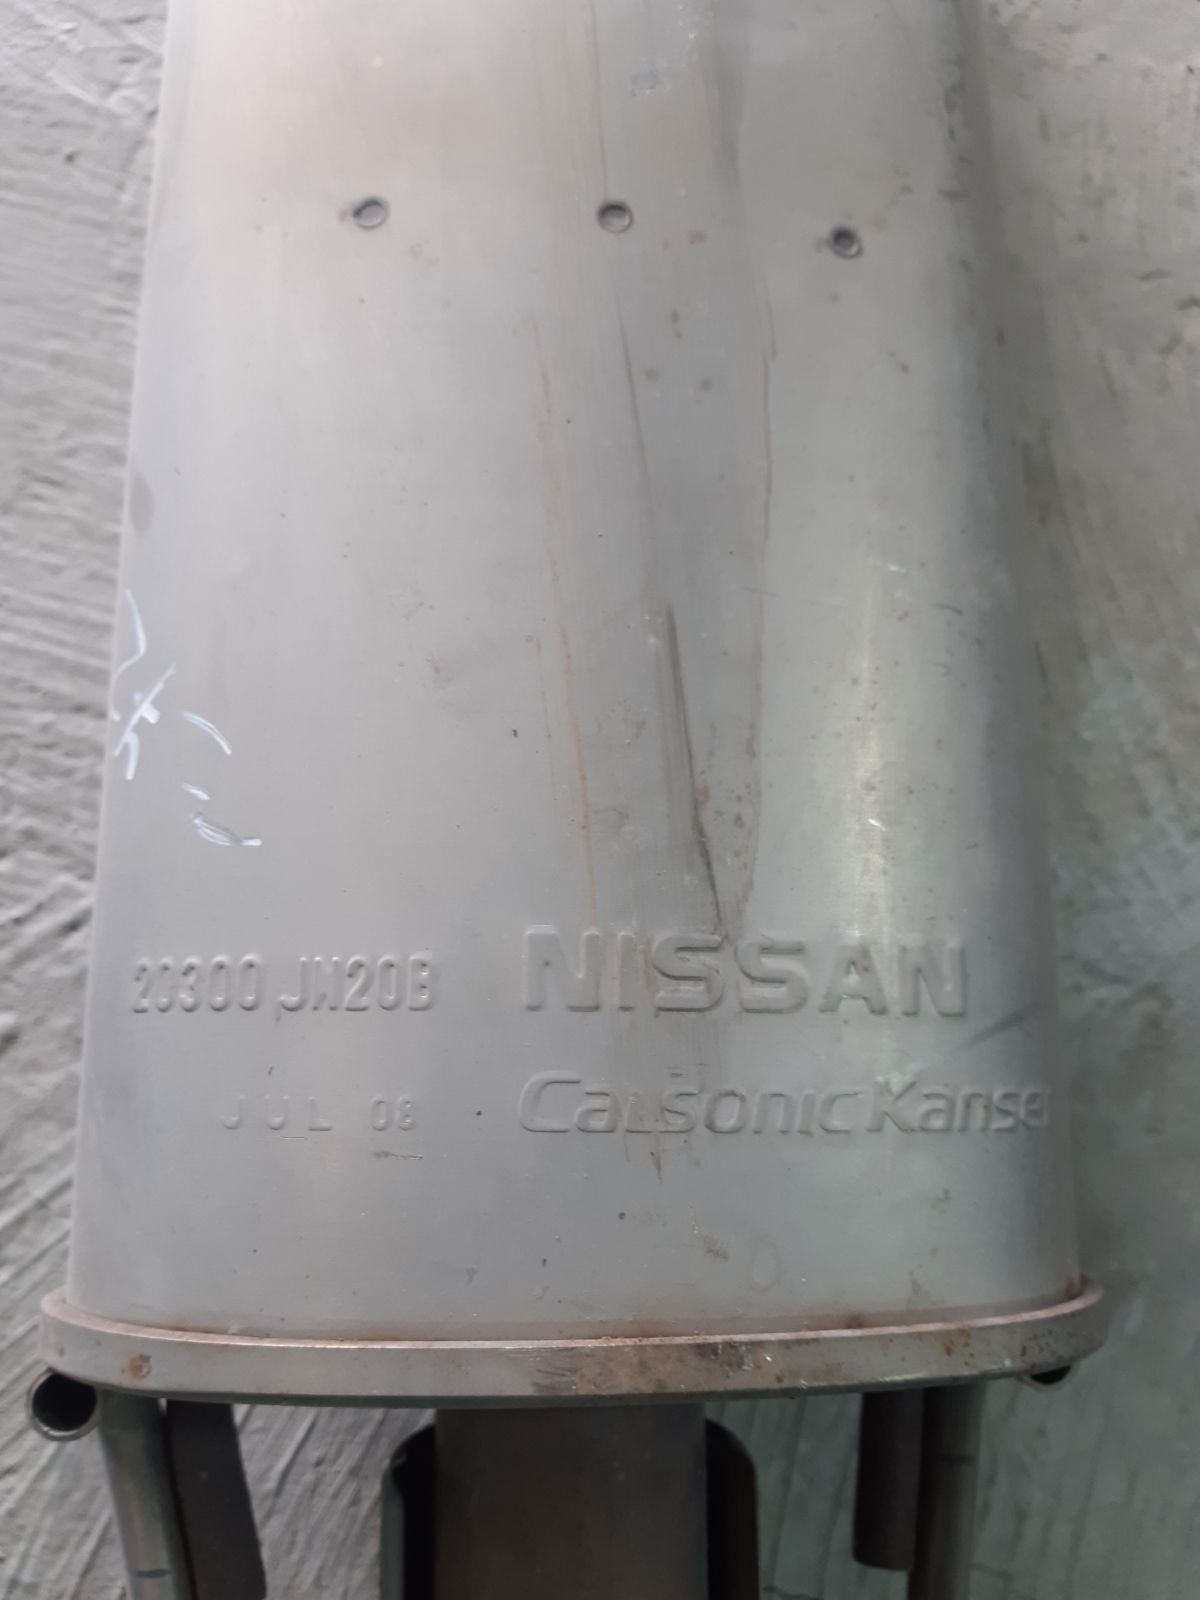 20300 JN20B NISSAN
JUL 08 CalsonicKansei